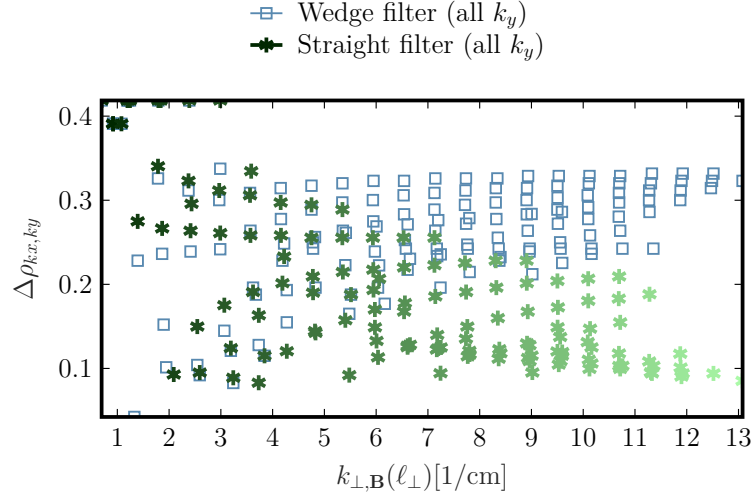 Wedge filter (all $k_y$)
Straight filter (all $k_y$)
0.4
0.3
0.2
0.1
$\Delta\rho_{kx,ky}$
1 2 3 4 5 6 7 8 9 10 11 12 13
$k_{\perp,\mathbf{B}}(\ell_\perp)$[1/cm]